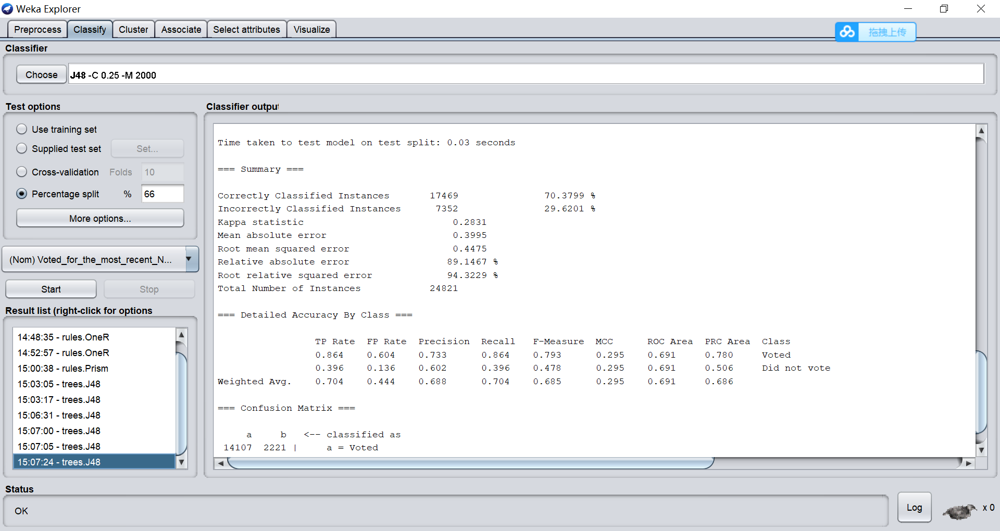 Weka Explorer
Preprocess Classify Cluster Associate Select attributes Visualize
拖拽上传
Classifier
Choose J48 -C 0.25 -M 2000
Test options
Use training set
Supplied test set Set...
Cross-validation Folds 10
Percentage split % 66
More options...
(Nom) Voted_for_the_most_recent_N...
Start Stop
Result list (right-click for options
14:48:35 - rules.OneR
14:52:57 - rules.OneR
15:00:38 - rules.Prism
15:03:05 - trees.J48
15:03:17 - trees.J48
15:06:31 - trees.J48
15:07:00 - trees.J48
15:07:05 - trees.J48
15:07:24 - trees.J48
Classifier output
Time taken to test model on test split: 0.03 seconds
=== Summary ===
Correctly Classified Instances 17469 70.3799 %
Incorrectly Classified Instances 7352 29.6201 %
Kappa statistic 0.2831
Mean absolute error 0.3995
Root mean squared error 0.4475
Relative absolute error 89.1467 %
Root relative squared error 94.3229 %
Total Number of Instances 24821
=== Detailed Accuracy By Class ===
TP Rate FP Rate Precision Recall F-Measure MCC ROC Area PRC Area Class
0.864 0.604 0.733 0.864 0.793 0.295 0.691 0.780 Voted
0.396 0.136 0.602 0.396 0.478 0.295 0.691 0.506 Did not vote
Weighted Avg. 0.704 0.444 0.688 0.704 0.685 0.295 0.691 0.686
=== Confusion Matrix ===
a b <-- classified as
14107 2221 | a = Voted
Status
OK
Log
x 0